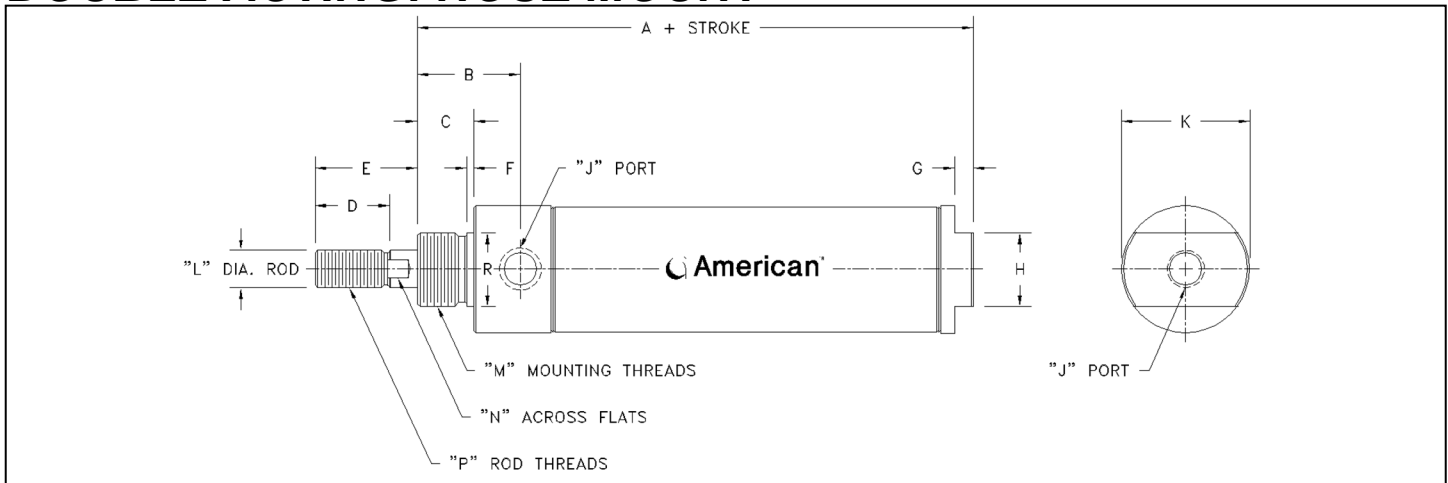 A + STROKE
B
C
K
E
F
"J" PORT
G
D
"L" DIA. ROD
R
American
H
"M" MOUNTING THREADS
"J" PORT
"N" ACROSS FLATS
"P" ROD THREADS